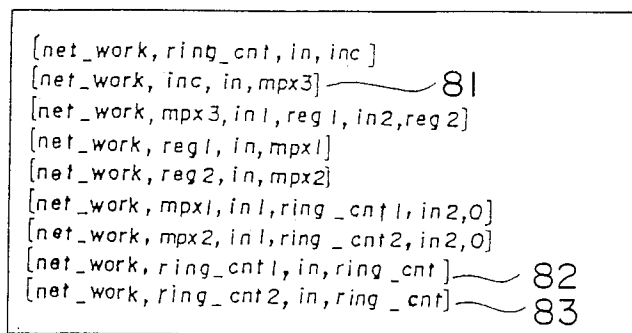 [net_work, ring_cnt, in, inc ]
[net_work, inc, in, mpx3] 81
[net_work, mpx3, in1, reg1, in2, reg2]
[net_work, reg1, in, mpx1]
[net_work, reg2, in, mpx2]
[net_work, mpx1, in1, ring_cnt1, in2, 0]
[net_work, mpx2, in1, ring_cnt2, in2, 0]
[net_work, ring_cnt1, in, ring_cnt] 82
[net_work, ring_cnt2, in, ring_cnt] 83